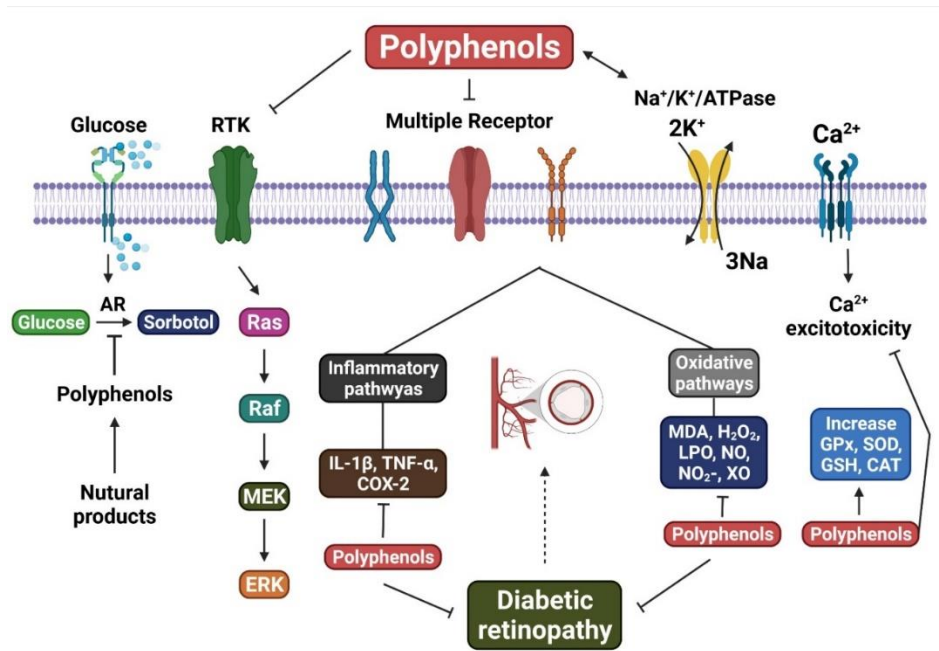 Polyphenols
Na⁺/K⁺/ATPase
Glucose
RTK
Multiple Receptor
2K⁺
Ca²⁺
3Na
AR
Glucose
Sorbotol
Ras
Ca²⁺
excitotoxicity
Inflammatory
pathwyas
Oxidative
pathways
Polyphenols
Raf
MDA, H₂O₂,
LPO, NO,
NO₂-, XO
Increase
GPx, SOD,
GSH, CAT
IL-1β, TNF-α,
COX-2
Nutural
products
MEK
Polyphenols
Polyphenols
Polyphenols
ERK
Diabetic
retinopathy